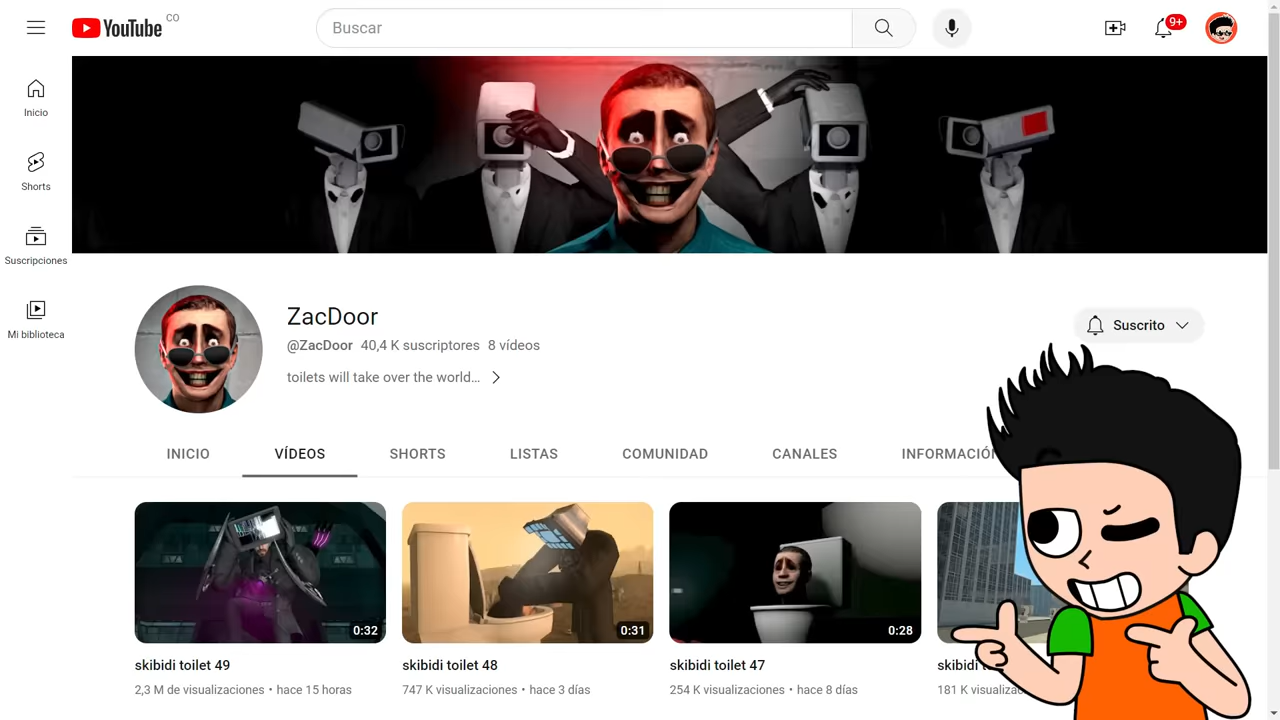 YouTube CO
Buscar
9+
Inicio
Shorts
Suscripciones
Mi biblioteca
ZacDoor
@ZacDoor 40,4 K suscriptores 8 vídeos
toilets will take over the world...
Suscrito
INICIO VÍDEOS SHORTS LISTAS COMUNIDAD CANALES INFORMACIÓN
0:32 0:31 0:28
skibidi toilet 49
2,3 M de visualizaciones • hace 15 horas
skibidi toilet 48
747 K visualizaciones • hace 3 días
skibidi toilet 47
254 K visualizaciones • hace 8 días
skibidi
181 K